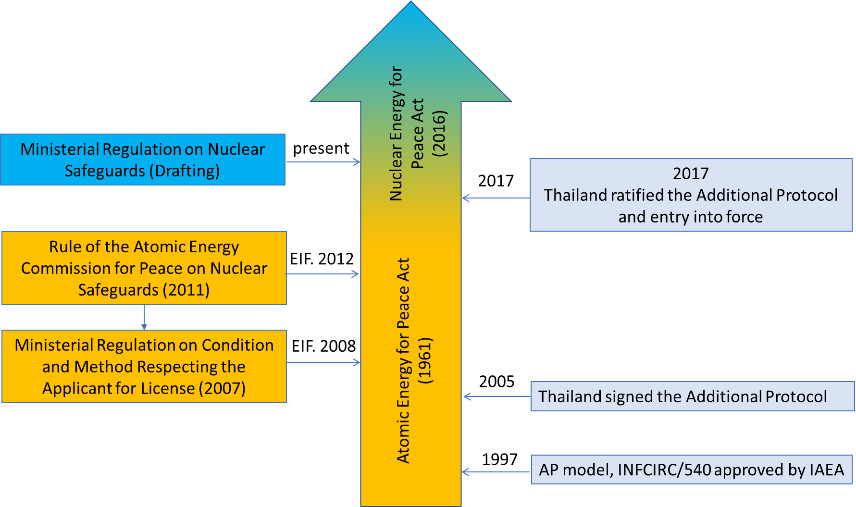 Ministerial Regulation on Nuclear
Safeguards (Drafting)
present
Rule of the Atomic Energy
Commission for Peace on Nuclear
Safeguards (2011)
EIF. 2012
Ministerial Regulation on Condition
and Method Respecting the
Applicant for License (2007)
EIF. 2008
Nuclear Energy for
Peace Act
(2016)
Atomic Energy for Peace Act
(1961)
2017
2017
Thailand ratified the Additional Protocol
and entry into force
2005
Thailand signed the Additional Protocol
1997
AP model, INFCIRC/540 approved by IAEA